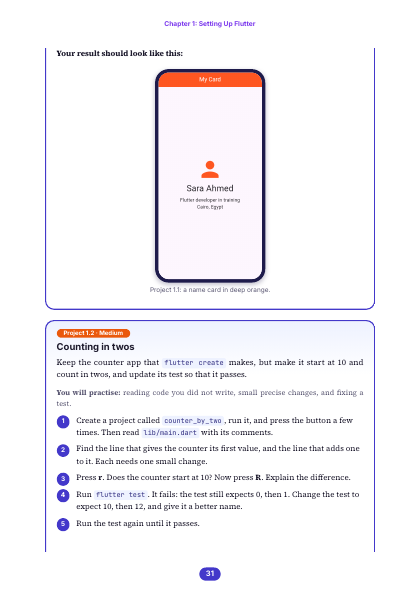 Chapter 1: Setting Up Flutter
Your result should look like this:
My Card
Sara Ahmed
Flutter developer in training
Cairo, Egypt
Project 1.1: a name card in deep orange.
Project 1.2 · Medium
Counting in twos
Keep the counter app that flutter create makes, but make it start at 10 and
count in twos, and update its test so that it passes.
You will practise: reading code you did not write, small precise changes, and fixing a
test.
1 Create a project called counter_by_two, run it, and press the button a few
times. Then read lib/main.dart with its comments.
2 Find the line that gives the counter its first value, and the line that adds one
to it. Each needs one small change.
3 Press r. Does the counter start at 10? Now press R. Explain the difference.
4 Run flutter test. It fails: the test still expects 0, then 1. Change the test to
expect 10, then 12, and give it a better name.
5 Run the test again until it passes.
31